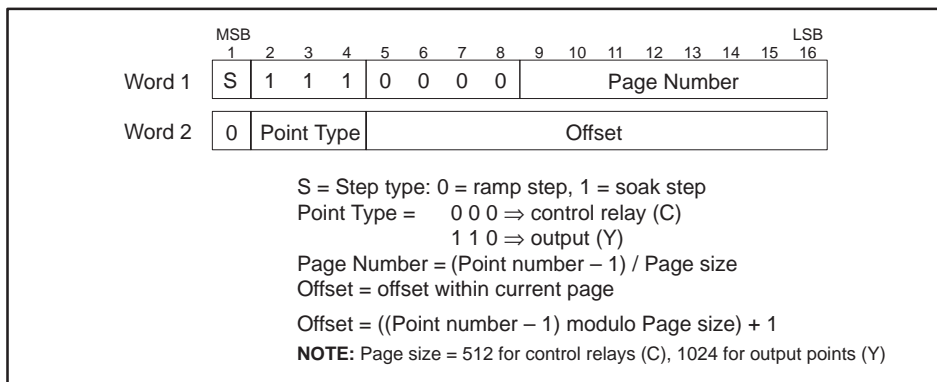 MSB LSB
1 2 3 4 5 6 7 8 9 10 11 12 13 14 15 16
Word 1 S 1 1 1 0 0 0 0 Page Number
Word 2 0 Point Type Offset
S = Step type: 0 = ramp step, 1 = soak step
Point Type = 0 0 0 ⇒ control relay (C)
1 1 0 ⇒ output (Y)
Page Number = (Point number – 1) / Page size
Offset = offset within current page
Offset = ((Point number – 1) modulo Page size) + 1
NOTE: Page size = 512 for control relays (C), 1024 for output points (Y)